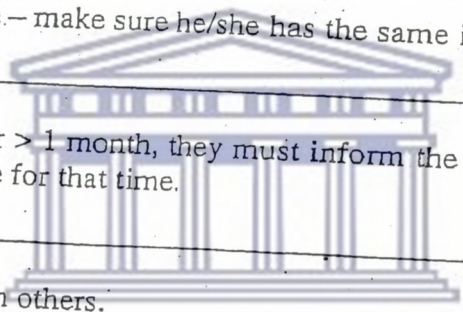 .– make sure he/she has the same i
> 1 month, they must inform the
for that time.
others.